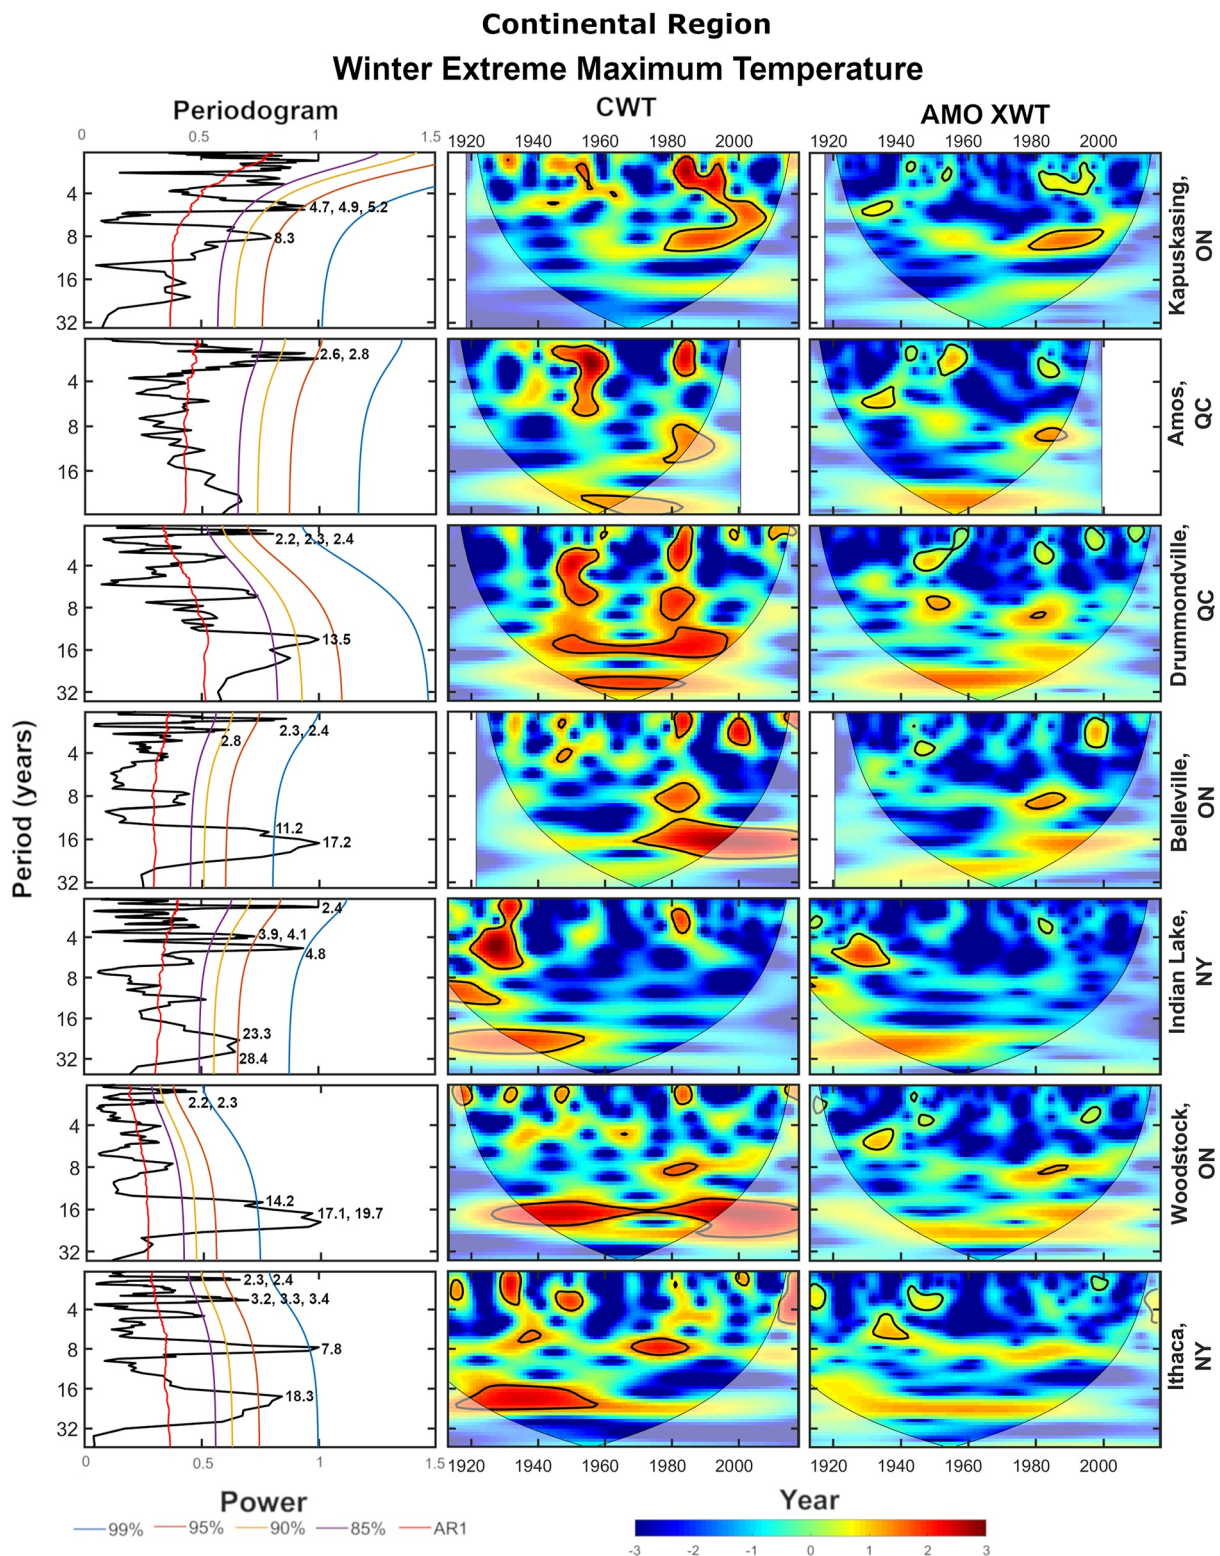 Continental Region
Winter Extreme Maximum Temperature
Periodogram CWT AMO XWT
0 0.5 1 1.5 1920 1940 1960 1980 2000 1920 1940 1960 1980 2000
Period (years)
4 8 16 32
4.7, 4.9, 5.2
8.3
Kapuskasing,
ON
4 8 16
2.6, 2.8
Amos,
QC
4 8 16 32
2.2, 2.3, 2.4
13.5
Drummondville,
QC
4 8 16 32
2.3, 2.4
2.8
11.2
17.2
Belleville,
ON
4 8 16 32
2.4
3.9, 4.1
4.8
23.3
28.4
Indian Lake,
NY
4 8 16 32
2.2, 2.3
14.2
17.1, 19.7
Woodstock,
ON
4 8 16 32
2.3, 2.4
3.2, 3.3, 3.4
7.8
18.3
Ithaca,
NY
0 0.5 1 1.5 1920 1940 1960 1980 2000 1920 1940 1960 1980 2000
Power Year
99% 95% 90% 85% AR1
-3 -2 -1 0 1 2 3